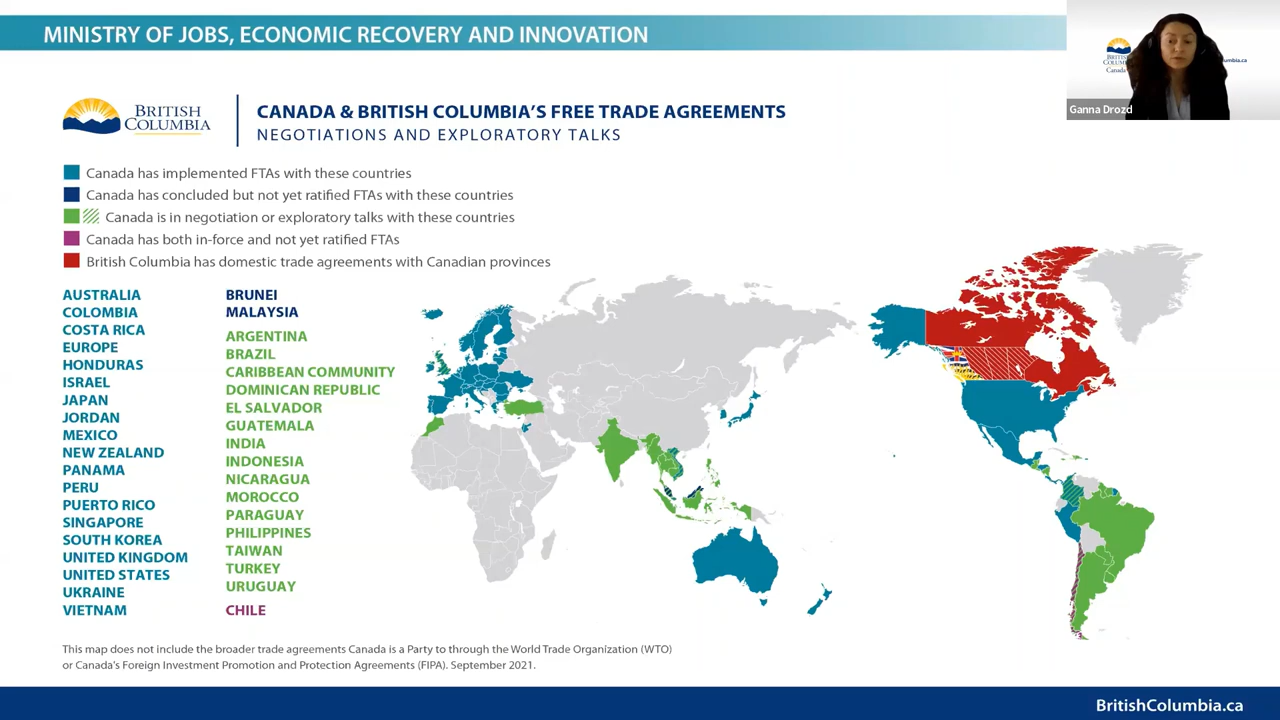 MINISTRY OF JOBS, ECONOMIC RECOVERY AND INNOVATION
BRITISH
COLUMBIA
Canada
umbia.ca
Ganna Drozd
BRITISH
COLUMBIA
CANADA & BRITISH COLUMBIA'S FREE TRADE AGREEMENTS
NEGOTIATIONS AND EXPLORATORY TALKS
Canada has implemented FTAs with these countries
Canada has concluded but not yet ratified FTAs with these countries
Canada is in negotiation or exploratory talks with these countries
Canada has both in-force and not yet ratified FTAs
British Columbia has domestic trade agreements with Canadian provinces
AUSTRALIA
COLOMBIA
COSTA RICA
EUROPE
HONDURAS
ISRAEL
JAPAN
JORDAN
MEXICO
NEW ZEALAND
PANAMA
PERU
PUERTO RICO
SINGAPORE
SOUTH KOREA
UNITED KINGDOM
UNITED STATES
UKRAINE
VIETNAM
BRUNEI
MALAYSIA
ARGENTINA
BRAZIL
CARIBBEAN COMMUNITY
DOMINICAN REPUBLIC
EL SALVADOR
GUATEMALA
INDIA
INDONESIA
NICARAGUA
MOROCCO
PARAGUAY
PHILIPPINES
TAIWAN
TURKEY
URUGUAY
CHILE
This map does not include the broader trade agreements Canada is a Party to through the World Trade Organization (WTO)
or Canada's Foreign Investment Promotion and Protection Agreements (FIPA). September 2021.
BritishColumbia.ca